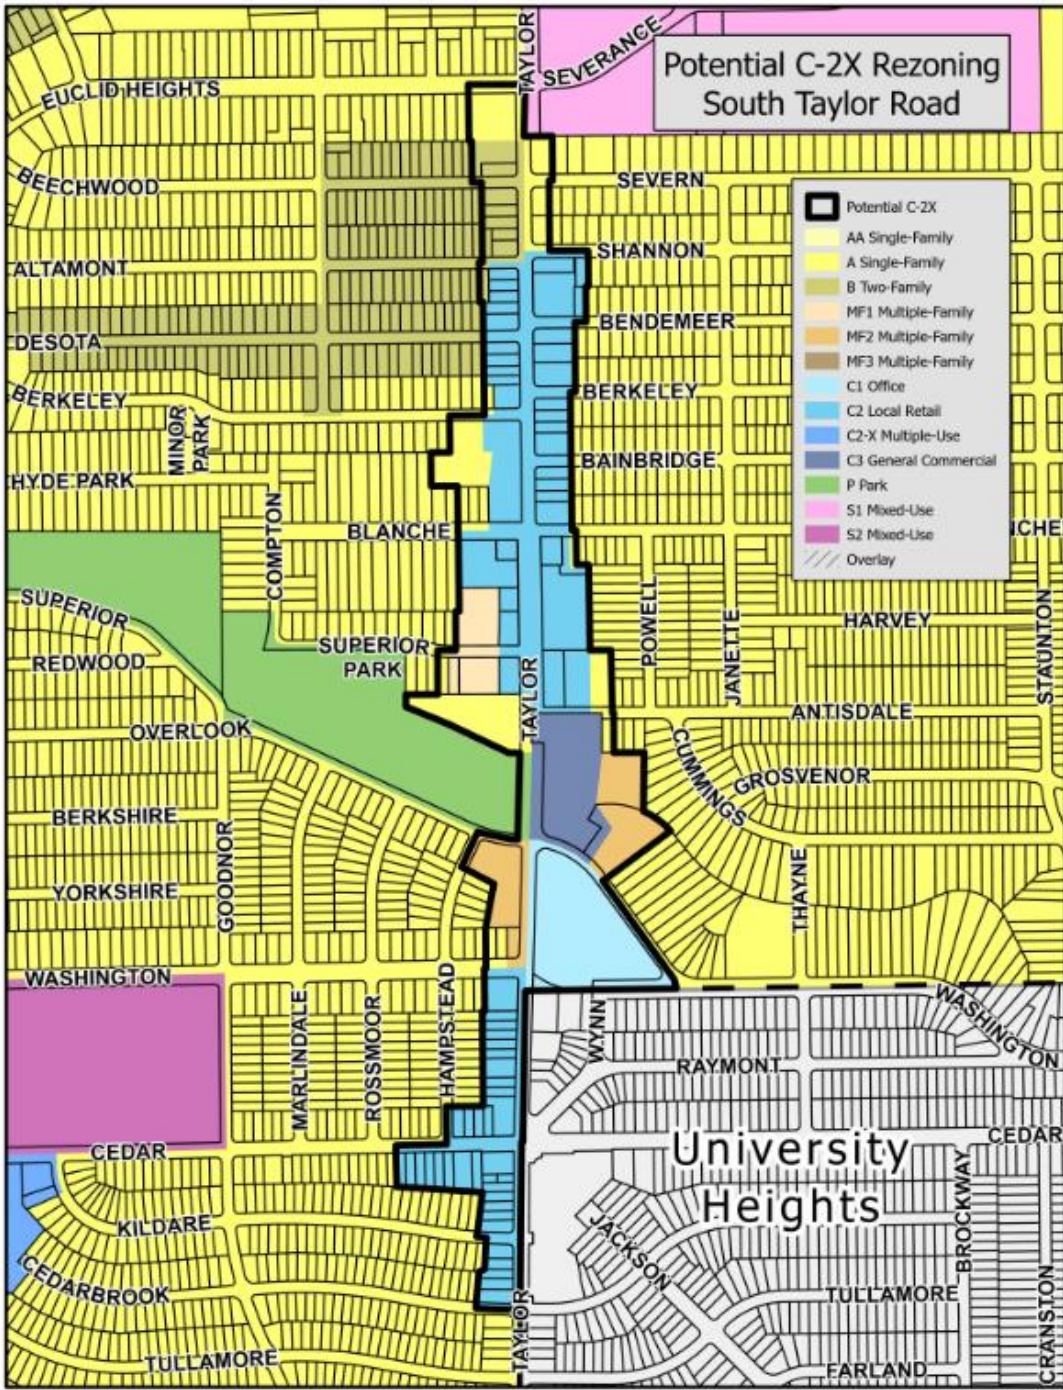 TAYLOR
SEVERANCE
Potential C-2X Rezoning
South Taylor Road
EUCLID HEIGHTS
BEECHWOOD
SEVERN
Potential C-2X
AA Single-Family
A Single-Family
B Two-Family
MF1 Multiple-Family
MF2 Multiple-Family
MF3 Multiple-Family
C1 Office
C2 Local Retail
C2-X Multiple-Use
C3 General Commercial
P Park
S1 Mixed-Use
S2 Mixed-Use
Overlay
SHANNON
ALTAMONT
BENDEMEER
DESOTA
BERKELEY
BERKELEY
MINOR
PARK
BAINBRIDGE
HYDE PARK
COMPTON
BLANCHE
NCHE
SUPERIOR
POWELL
JANETTE
HARVEY
STAUNTON
SUPERIOR
PARK
REDWOOD
TAYLOR
ANTISDALE
OVERLOOK
CUMMINGS
GROSVENOR
BERKSHIRE
GOODNOR
YORKSHIRE
THAYNE
WASHINGTON
HAMPSTEAD
MARLINDALE
ROSSMOOR
WYNN
WASHINGTON
RAYMONT
CEDAR
CEDAR
University
Heights
KILDARE
JACKSON
BROCKWAY
CEDARBROOK
TULLAMORE
TAYLOR
CRANSTON
TULLAMORE
FARLAND